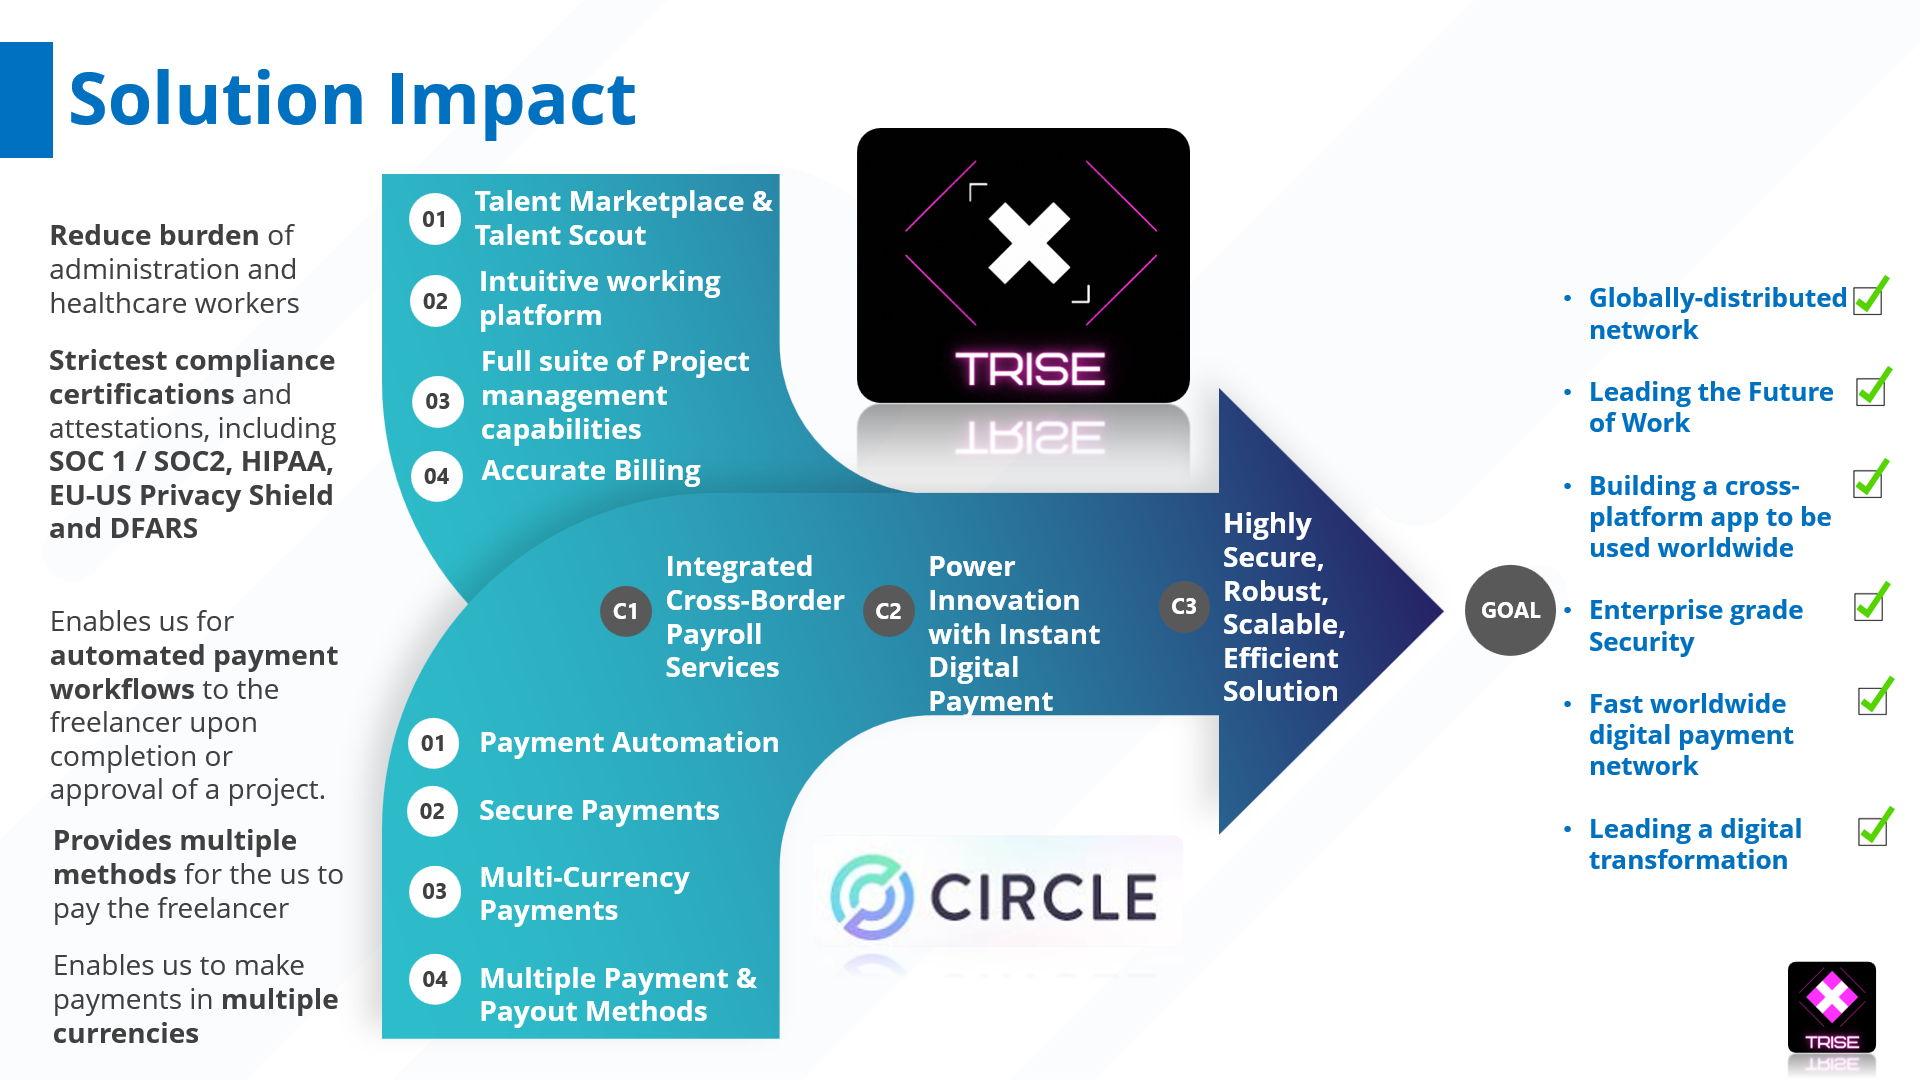 Solution Impact
Reduce burden of
administration and
healthcare workers
Strictest compliance
certifications and
attestations, including
SOC 1 / SOC2, HIPAA,
EU-US Privacy Shield
and DFARS
Enables us for
automated payment
workflows to the
freelancer upon
completion or
approval of a project.
Provides multiple
methods for the us to
pay the freelancer
Enables us to make
payments in multiple
currencies
01
Talent Marketplace &
Talent Scout
02
Intuitive working
platform
03
Full suite of Project
management
capabilities
04
Accurate Billing
TRISE
C1
Integrated
Cross-Border
Payroll
Services
C2
Power
Innovation
with Instant
Digital
Payment
C3
Highly
Secure,
Robust,
Scalable,
Efficient
Solution
01
Payment Automation
02
Secure Payments
03
Multi-Currency
Payments
04
Multiple Payment &
Payout Methods
CIRCLE
GOAL
• Globally-distributed
network
• Leading the Future
of Work
• Building a cross-
platform app to be
used worldwide
• Enterprise grade
Security
• Fast worldwide
digital payment
network
• Leading a digital
transformation
TRISE